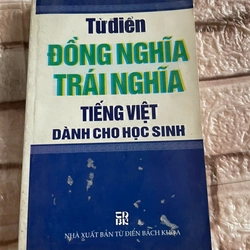 Từ điển
ĐỒNG NGHĨA
TRÁI NGHĨA
TIẾNG VIỆT
DÀNH CHO HỌC SINH
NHÀ XUẤT BẢN TỪ ĐIỂN BÁCH KHOA